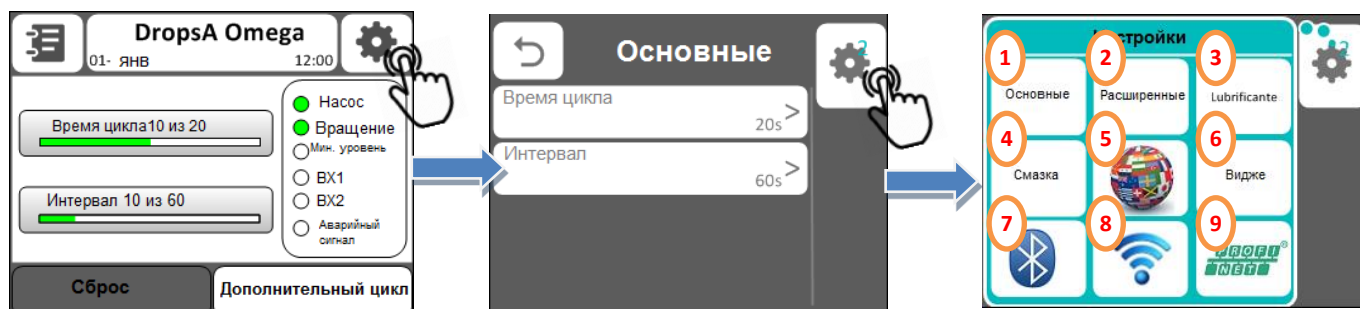 DropsA Omega
01- ЯНВ 12:00
Время цикла10 из 20
Интервал 10 из 60
Насос
Вращение
Мин. уровень
ВХ1
ВХ2
Аварийный
сигнал
Сброс
Дополнительный цикл
Основные
2
Время цикла
20s >
Интервал
60s >
стройки
2
1 2 3
Основные Расширенные Lubrificante
4 5 6
Смазка Видже
7 8 9
PROFI®
NET